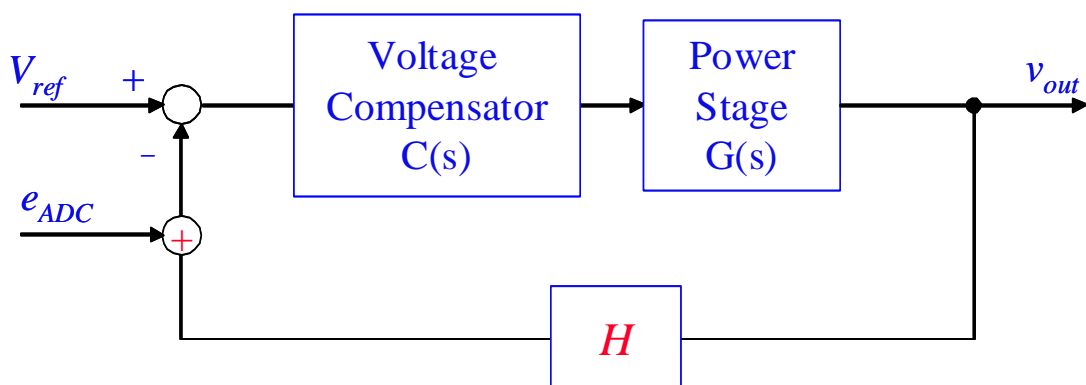 V_ref
+
Voltage
Compensator
C(s)
Power
Stage
G(s)
v_out
−
e_ADC
+
H